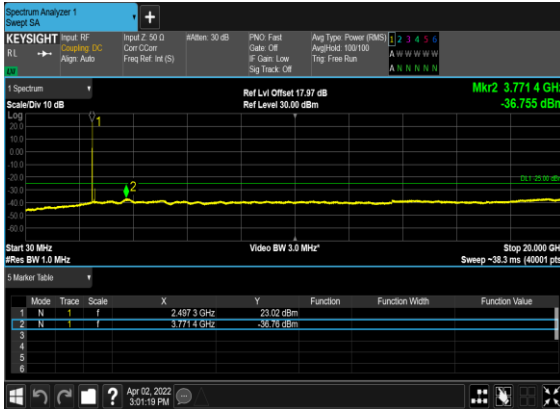 Spectrum Analyzer 1
Swept SA
+
KEYSIGHT Input: RF Input Z: 50 Ω #Atten: 30 dB PNO: Fast Avg Type: Power (RMS) 1 2 3 4 5 6
RL Coupling: DC Corr CCorr Gate: Off Avg|Hold: 100/100 A W W W W W
Align: Auto Freq Ref: Int (S) IF Gain: Low Trig: Free Run
Sig Track: Off A N N N N N
1 Spectrum Ref Lvl Offset 17.97 dB Mkr2 3.771 4 GHz
Scale/Div 10 dB Ref Level 30.00 dBm -36.755 dBm
Log
1
20.0
10.0
0.00
-10.0
-20.0
DL1 25.00 dBm
-30.0
2
-40.0
-50.0
-60.0
Start 30 MHz Video BW 3.0 MHz* Stop 20.000 GHz
#Res BW 1.0 MHz Sweep ~38.3 ms (40001 pts)
5 Marker Table
Mode Trace Scale X Y Function Function Width Function Value
1 N 1 f 2.497 3 GHz 23.02 dBm
2 N 1 f 3.771 4 GHz -36.76 dBm
3
4
5
6
? Apr 02, 2022
3:01:19 PM